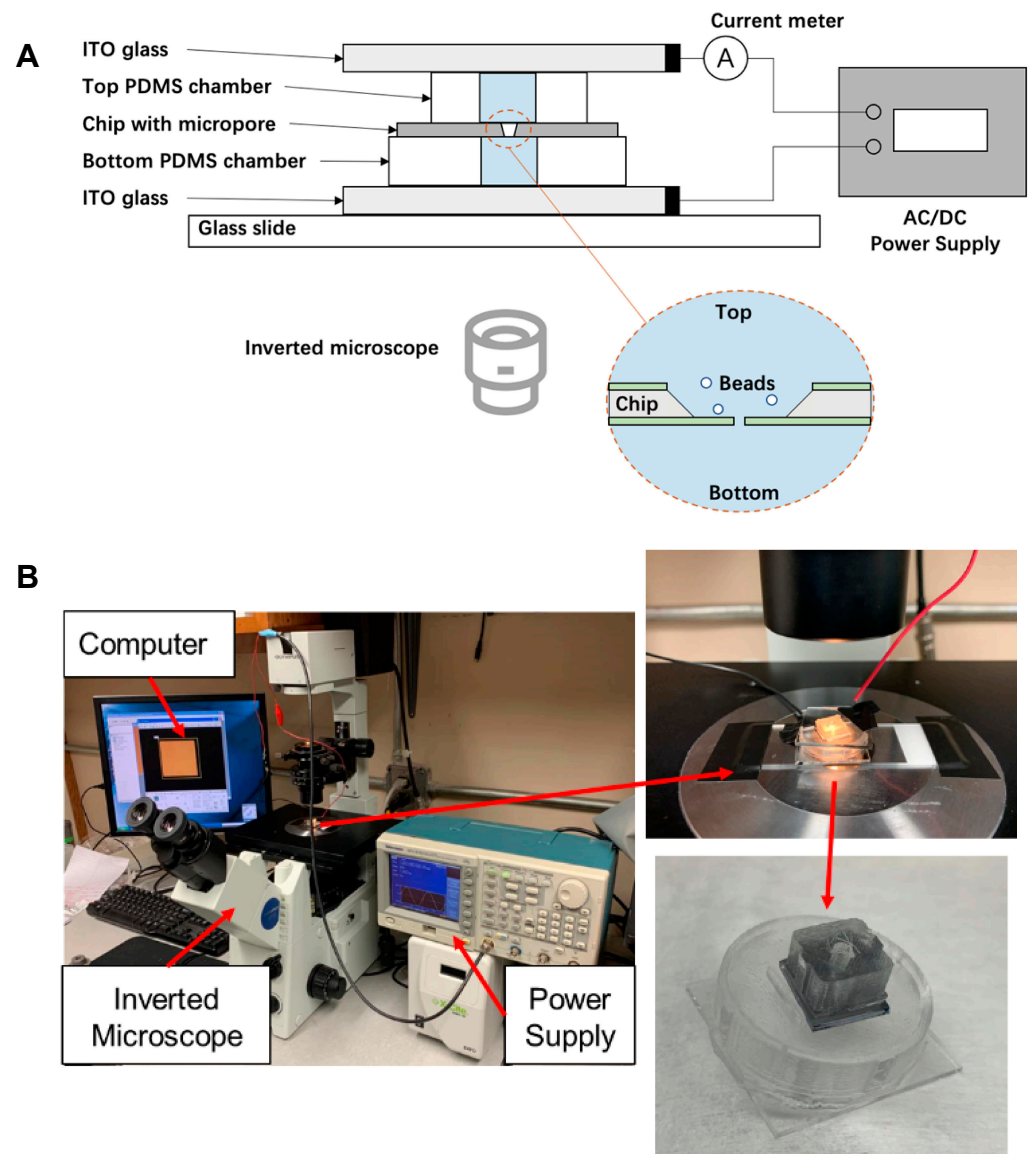 A
Current meter
ITO glass
A
Top PDMS chamber
Chip with micropore
Bottom PDMS chamber
ITO glass
Glass slide
AC/DC
Power Supply
Top
Inverted microscope
Beads
Chip
Bottom
B
Computer
Inverted
Microscope
Power
Supply